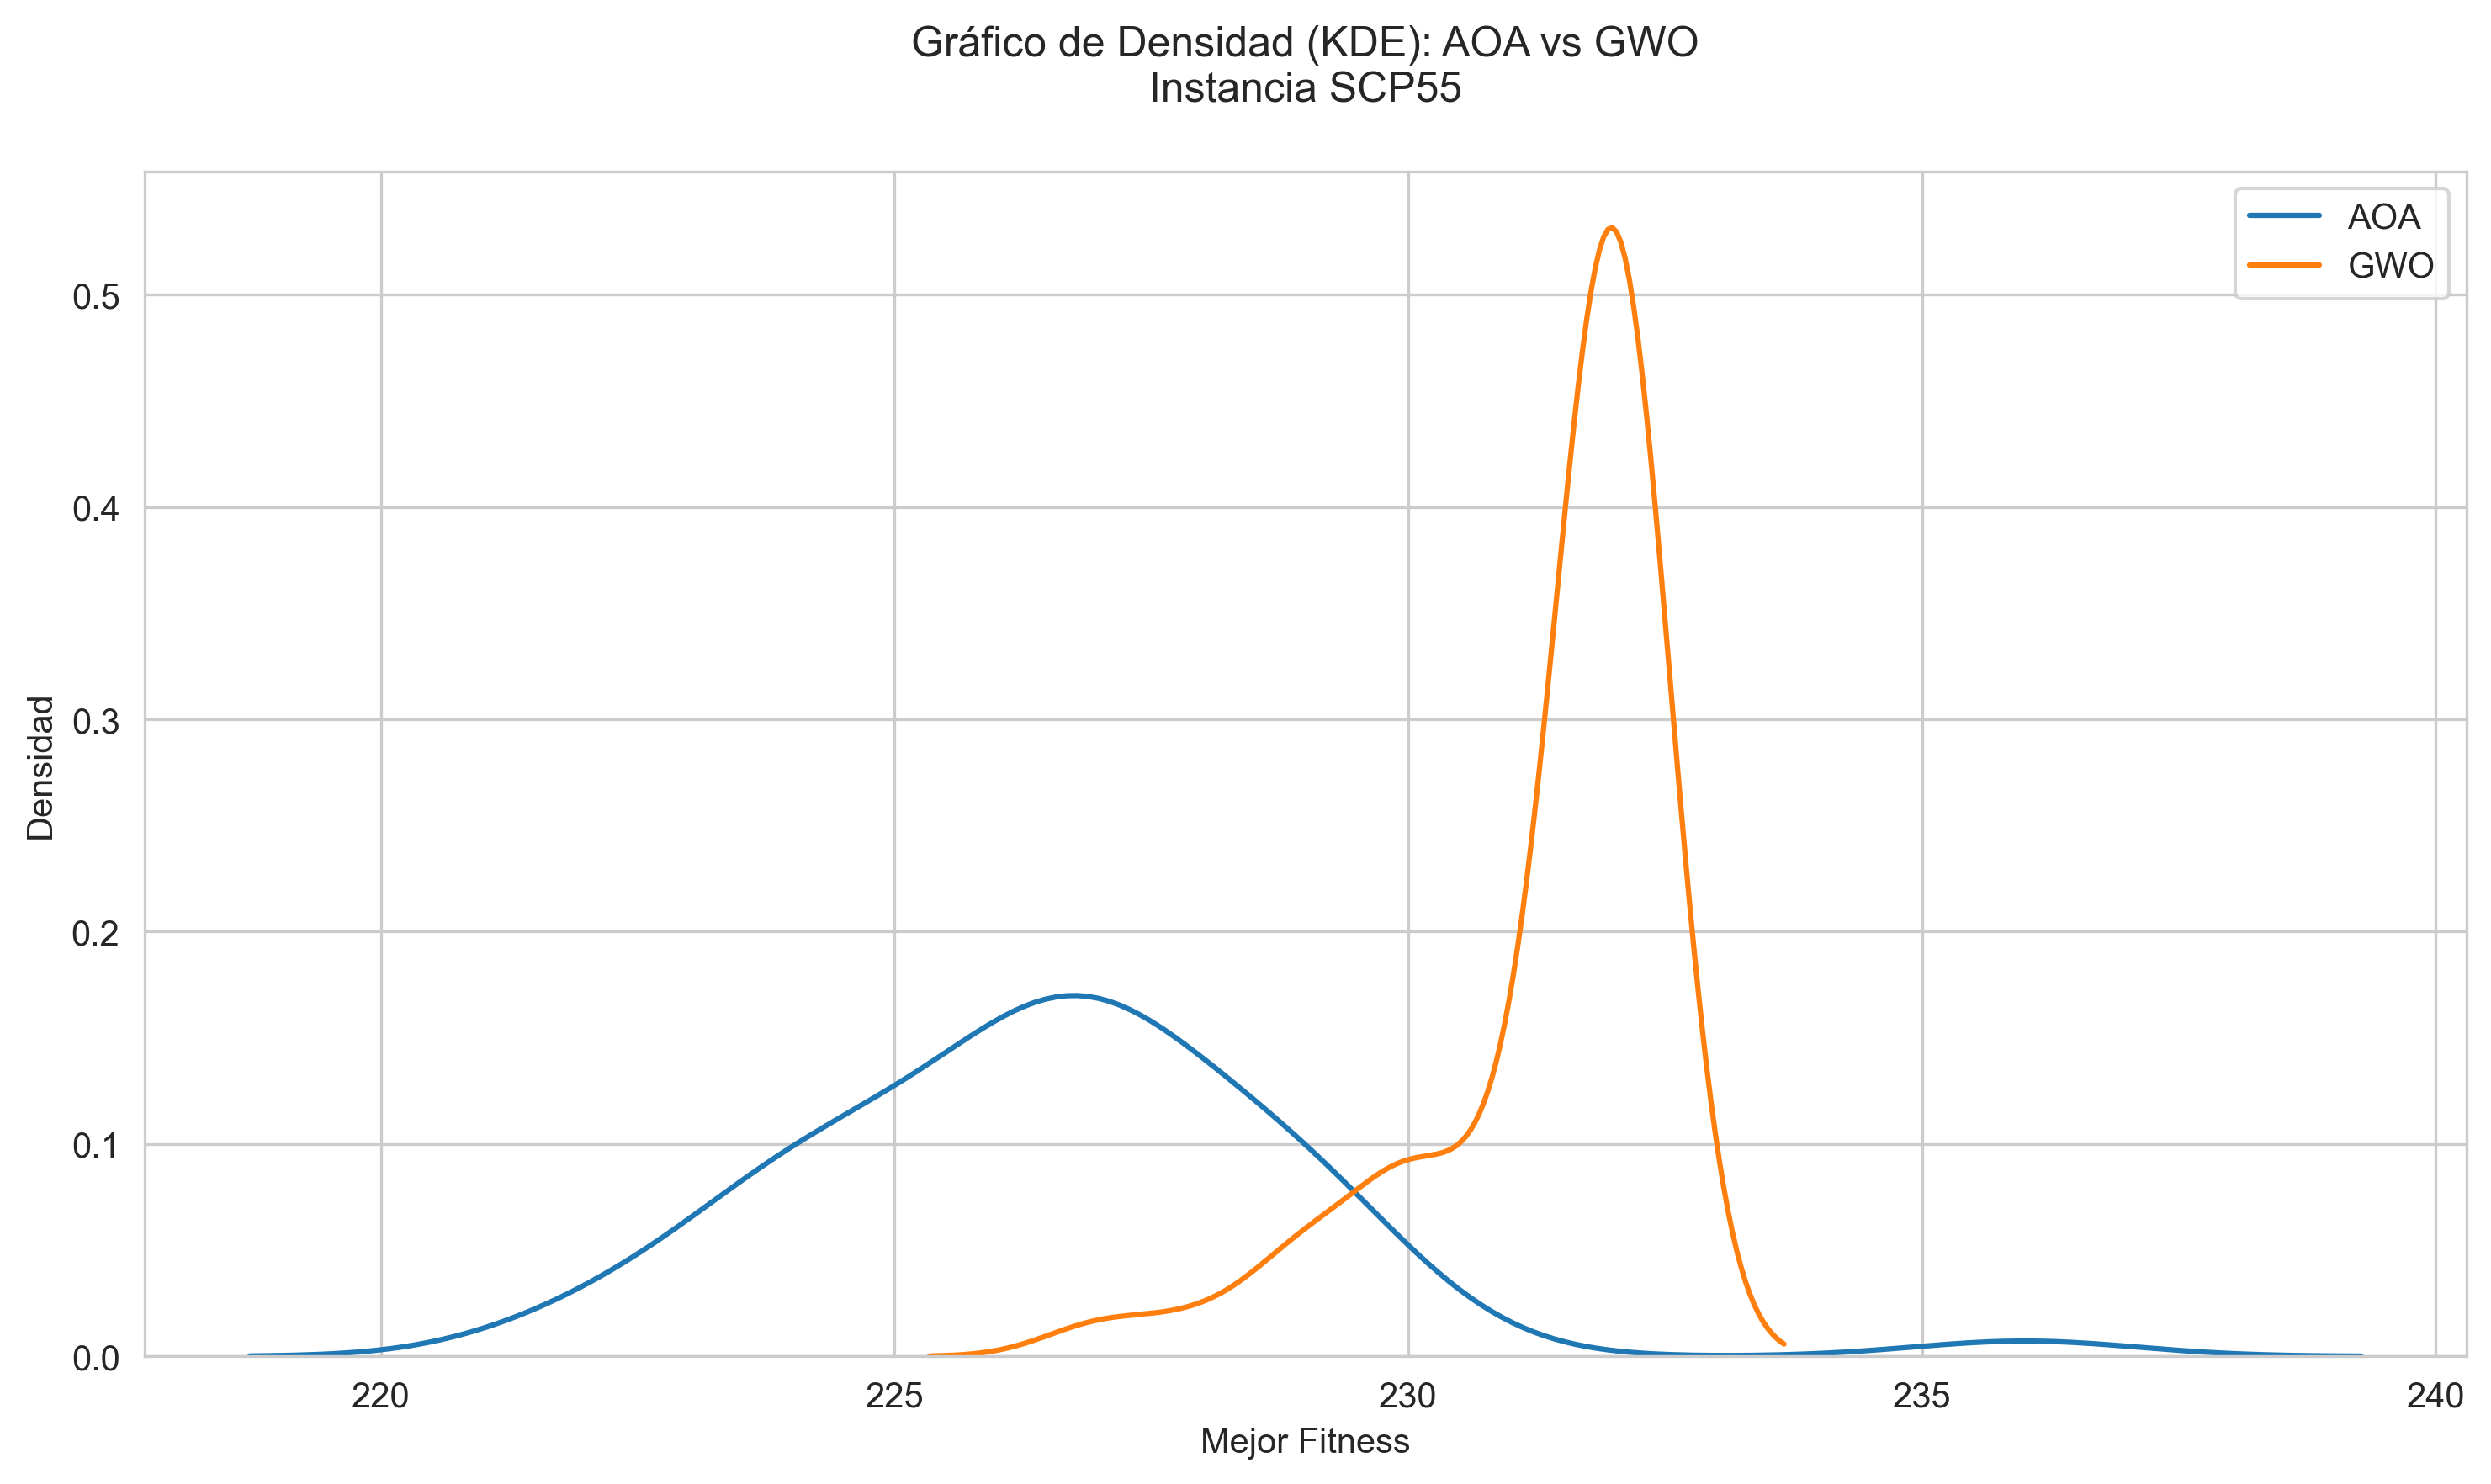 Gráfico de Densidad (KDE): AOA vs GWO
Instancia SCP55
AOA
GWO
Densidad
0.5
0.4
0.3
0.2
0.1
0.0
220
225
230
235
240
Mejor Fitness